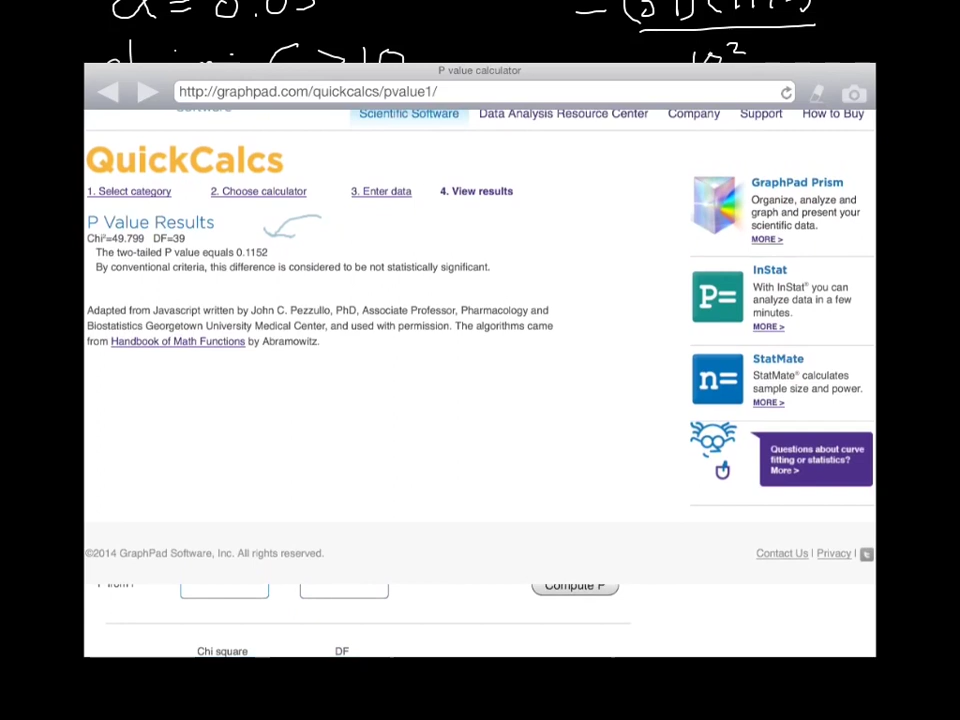 α = 0.05
P value calculator
http://graphpad.com/quickcalcs/pvalue1/
Scientific Software Data Analysis Resource Center Company Support How to Buy
QuickCalcs
1. Select category 2. Choose calculator 3. Enter data 4. View results
P Value Results
Chi²=49.799 DF=39
The two-tailed P value equals 0.1152
By conventional criteria, this difference is considered to be not statistically significant.
Adapted from Javascript written by John C. Pezzullo, PhD, Associate Professor, Pharmacology and
Biostatistics Georgetown University Medical Center, and used with permission. The algorithms came
from Handbook of Math Functions by Abramowitz.
GraphPad Prism
Organize, analyze and
graph and present your
scientific data.
MORE >
InStat
P=
With InStat® you can
analyze data in a few
minutes.
MORE >
StatMate
n=
StatMate® calculates
sample size and power.
MORE >
Questions about curve
fitting or statistics?
More >
©2014 GraphPad Software, Inc. All rights reserved.
Contact Us | Privacy |
Compute P
Chi square DF